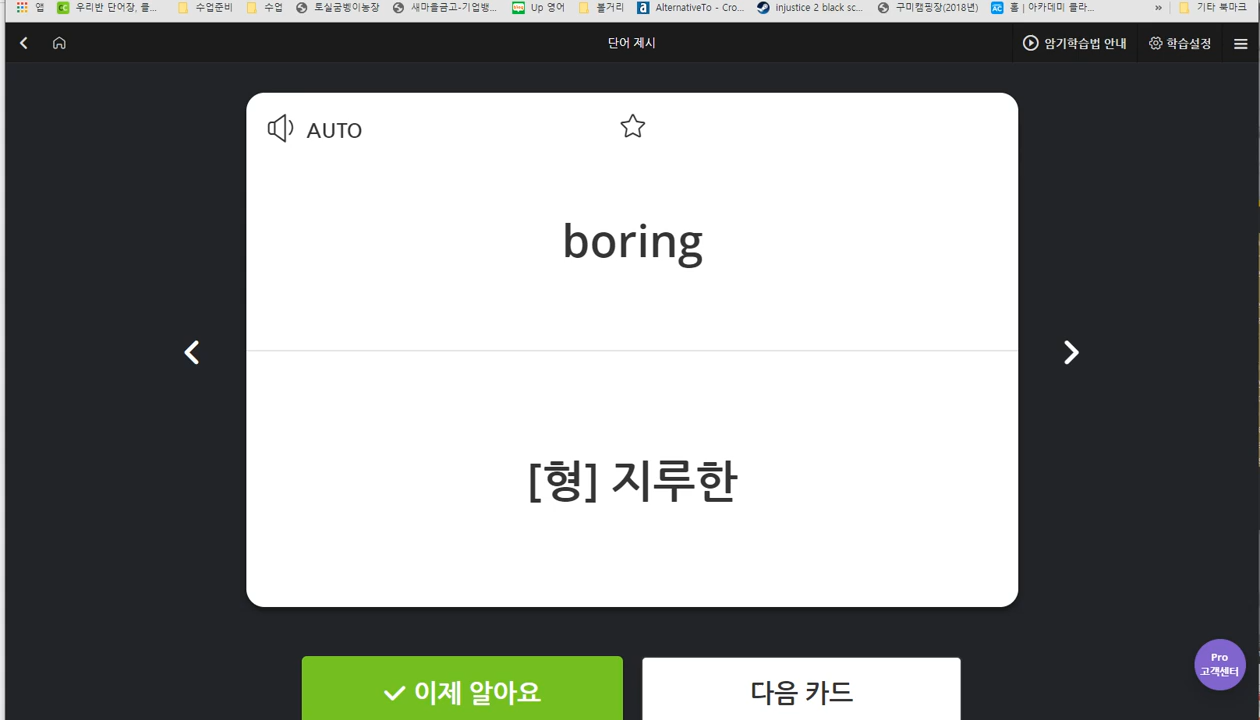 앱 우리반 단어장, 클... 수업준비 수업 토실굼벵이농장 새마을금고-기업뱅... Up 영어 볼거리 AlternativeTo - Cro... injustice 2 black sc... 구미캠핑장(2018년) 홈 | 아카데미 클라... » 기타 북마크
단어 제시 암기학습법 안내 학습설정
AUTO
boring
[형] 지루한
이제 알아요 다음 카드
Pro
고객센터